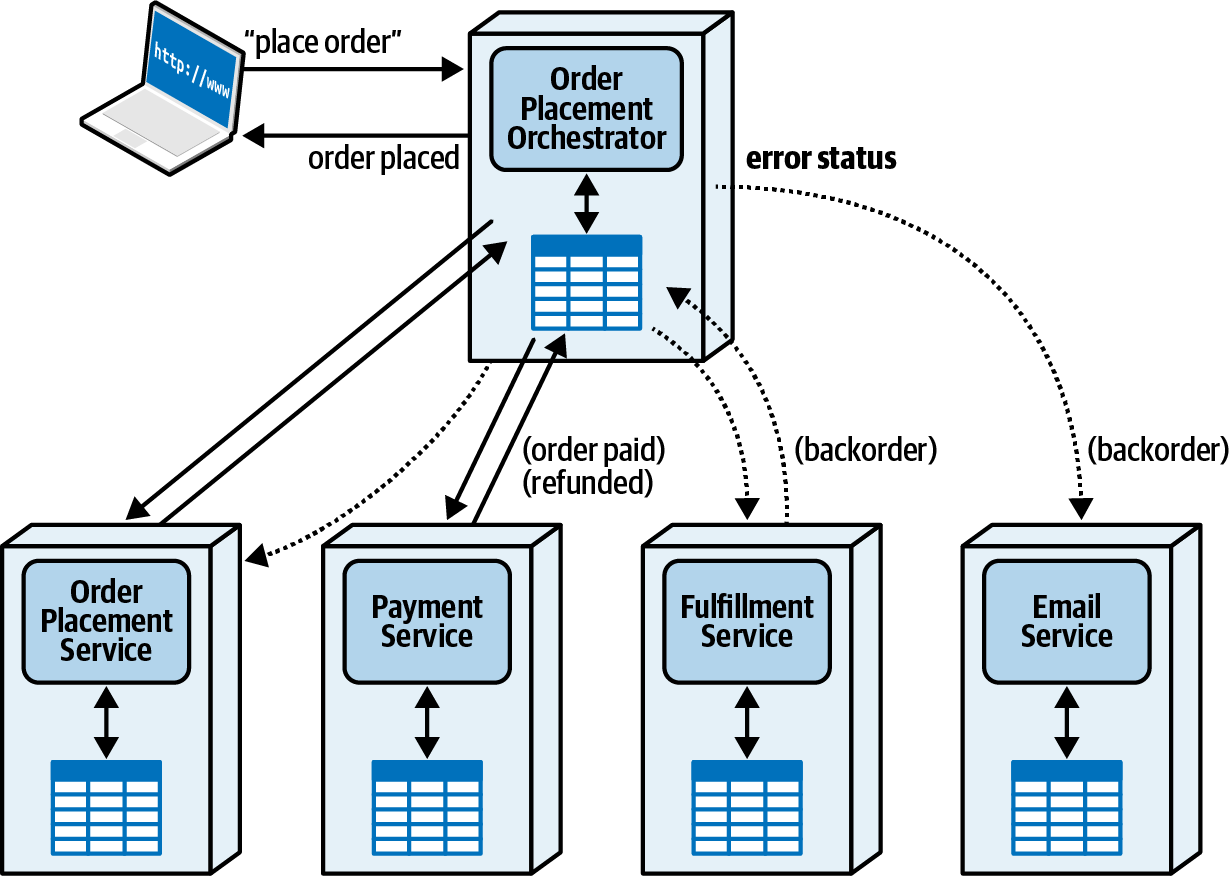 “place order”
http://www
order placed
Order
Placement
Orchestrator
error status
(order paid)
(refunded)
(backorder)
(backorder)
Order
Placement
Service
Payment
Service
Fulfillment
Service
Email
Service